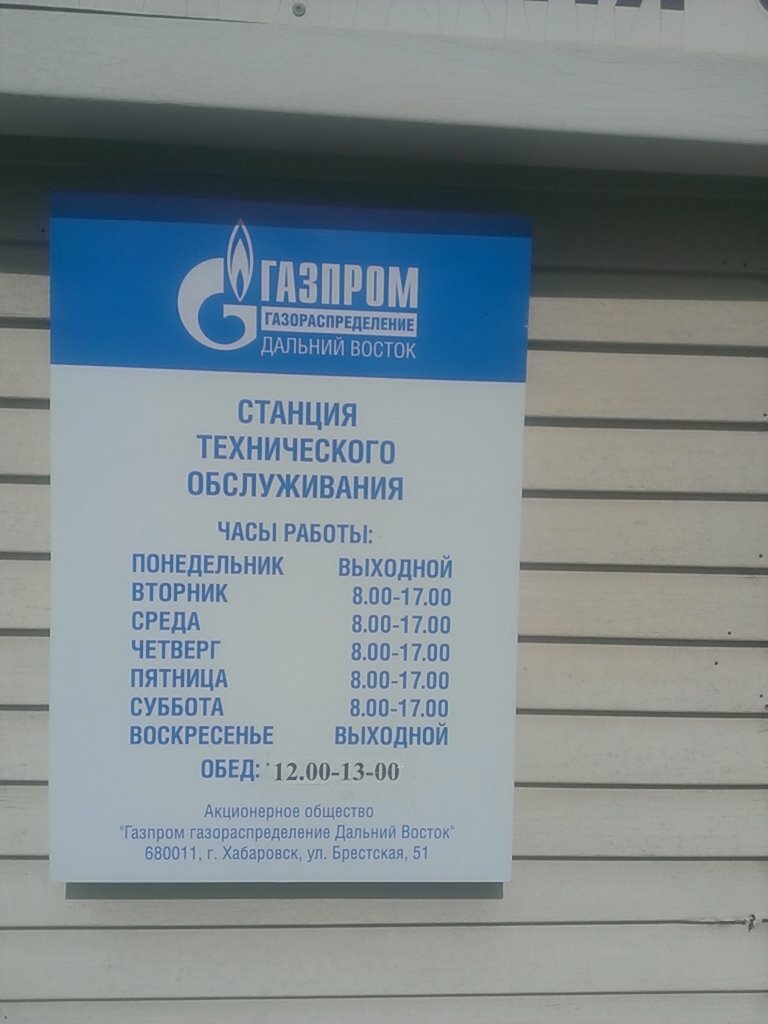 ГАЗПРОМ
ГАЗОРАСПРЕДЕЛЕНИЕ
ДАЛЬНИЙ ВОСТОК
СТАНЦИЯ
ТЕХНИЧЕСКОГО
ОБСЛУЖИВАНИЯ
ЧАСЫ РАБОТЫ:
ПОНЕДЕЛЬНИК ВЫХОДНОЙ
ВТОРНИК 8.00-17.00
СРЕДА 8.00-17.00
ЧЕТВЕРГ 8.00-17.00
ПЯТНИЦА 8.00-17.00
СУББОТА 8.00-17.00
ВОСКРЕСЕНЬЕ ВЫХОДНОЙ
ОБЕД: 12.00-13-00
Акционерное общество
"Газпром газораспределение Дальний Восток"
680011, г. Хабаровск, ул. Брестская, 51